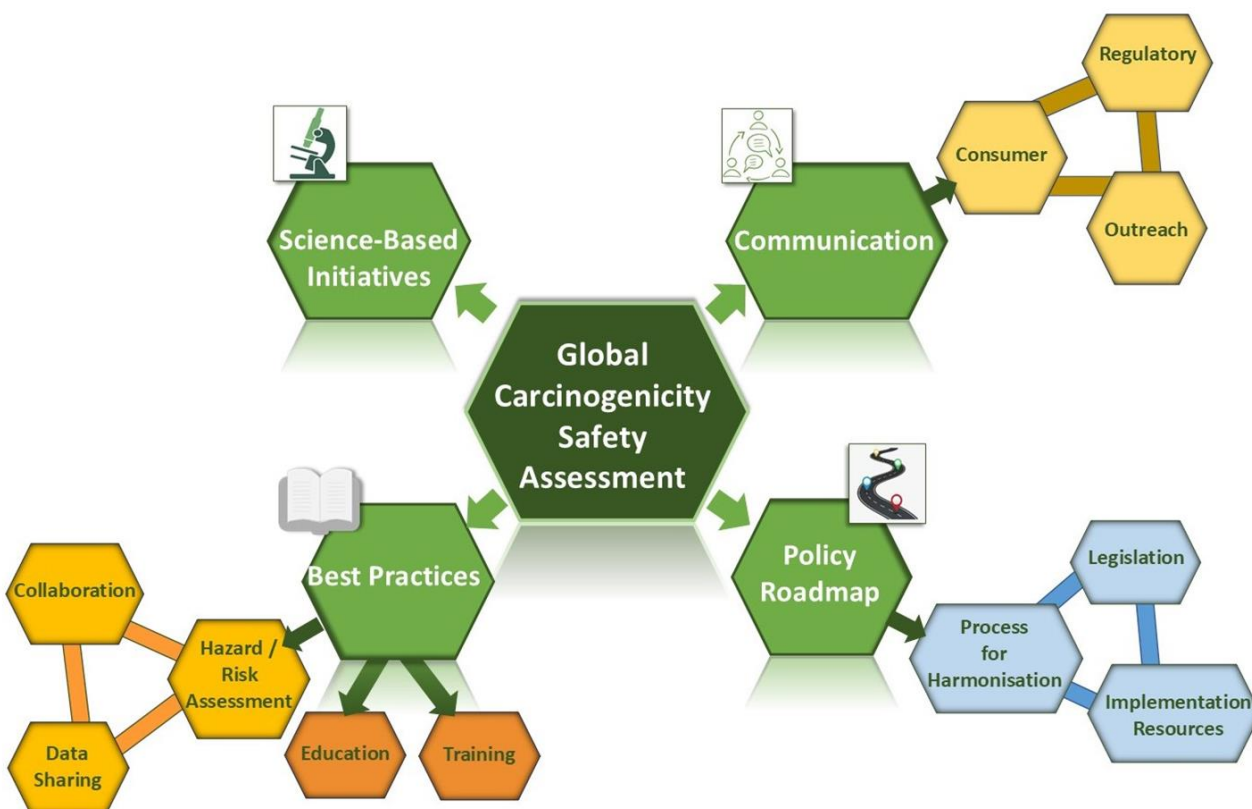 Regulatory
Consumer
Outreach
Science-Based
Initiatives
Communication
Global
Carcinogenicity
Safety
Assessment
Best Practices
Policy
Roadmap
Collaboration
Hazard /
Risk
Assessment
Data
Sharing
Education
Training
Legislation
Process
for
Harmonisation
Implementation
Resources